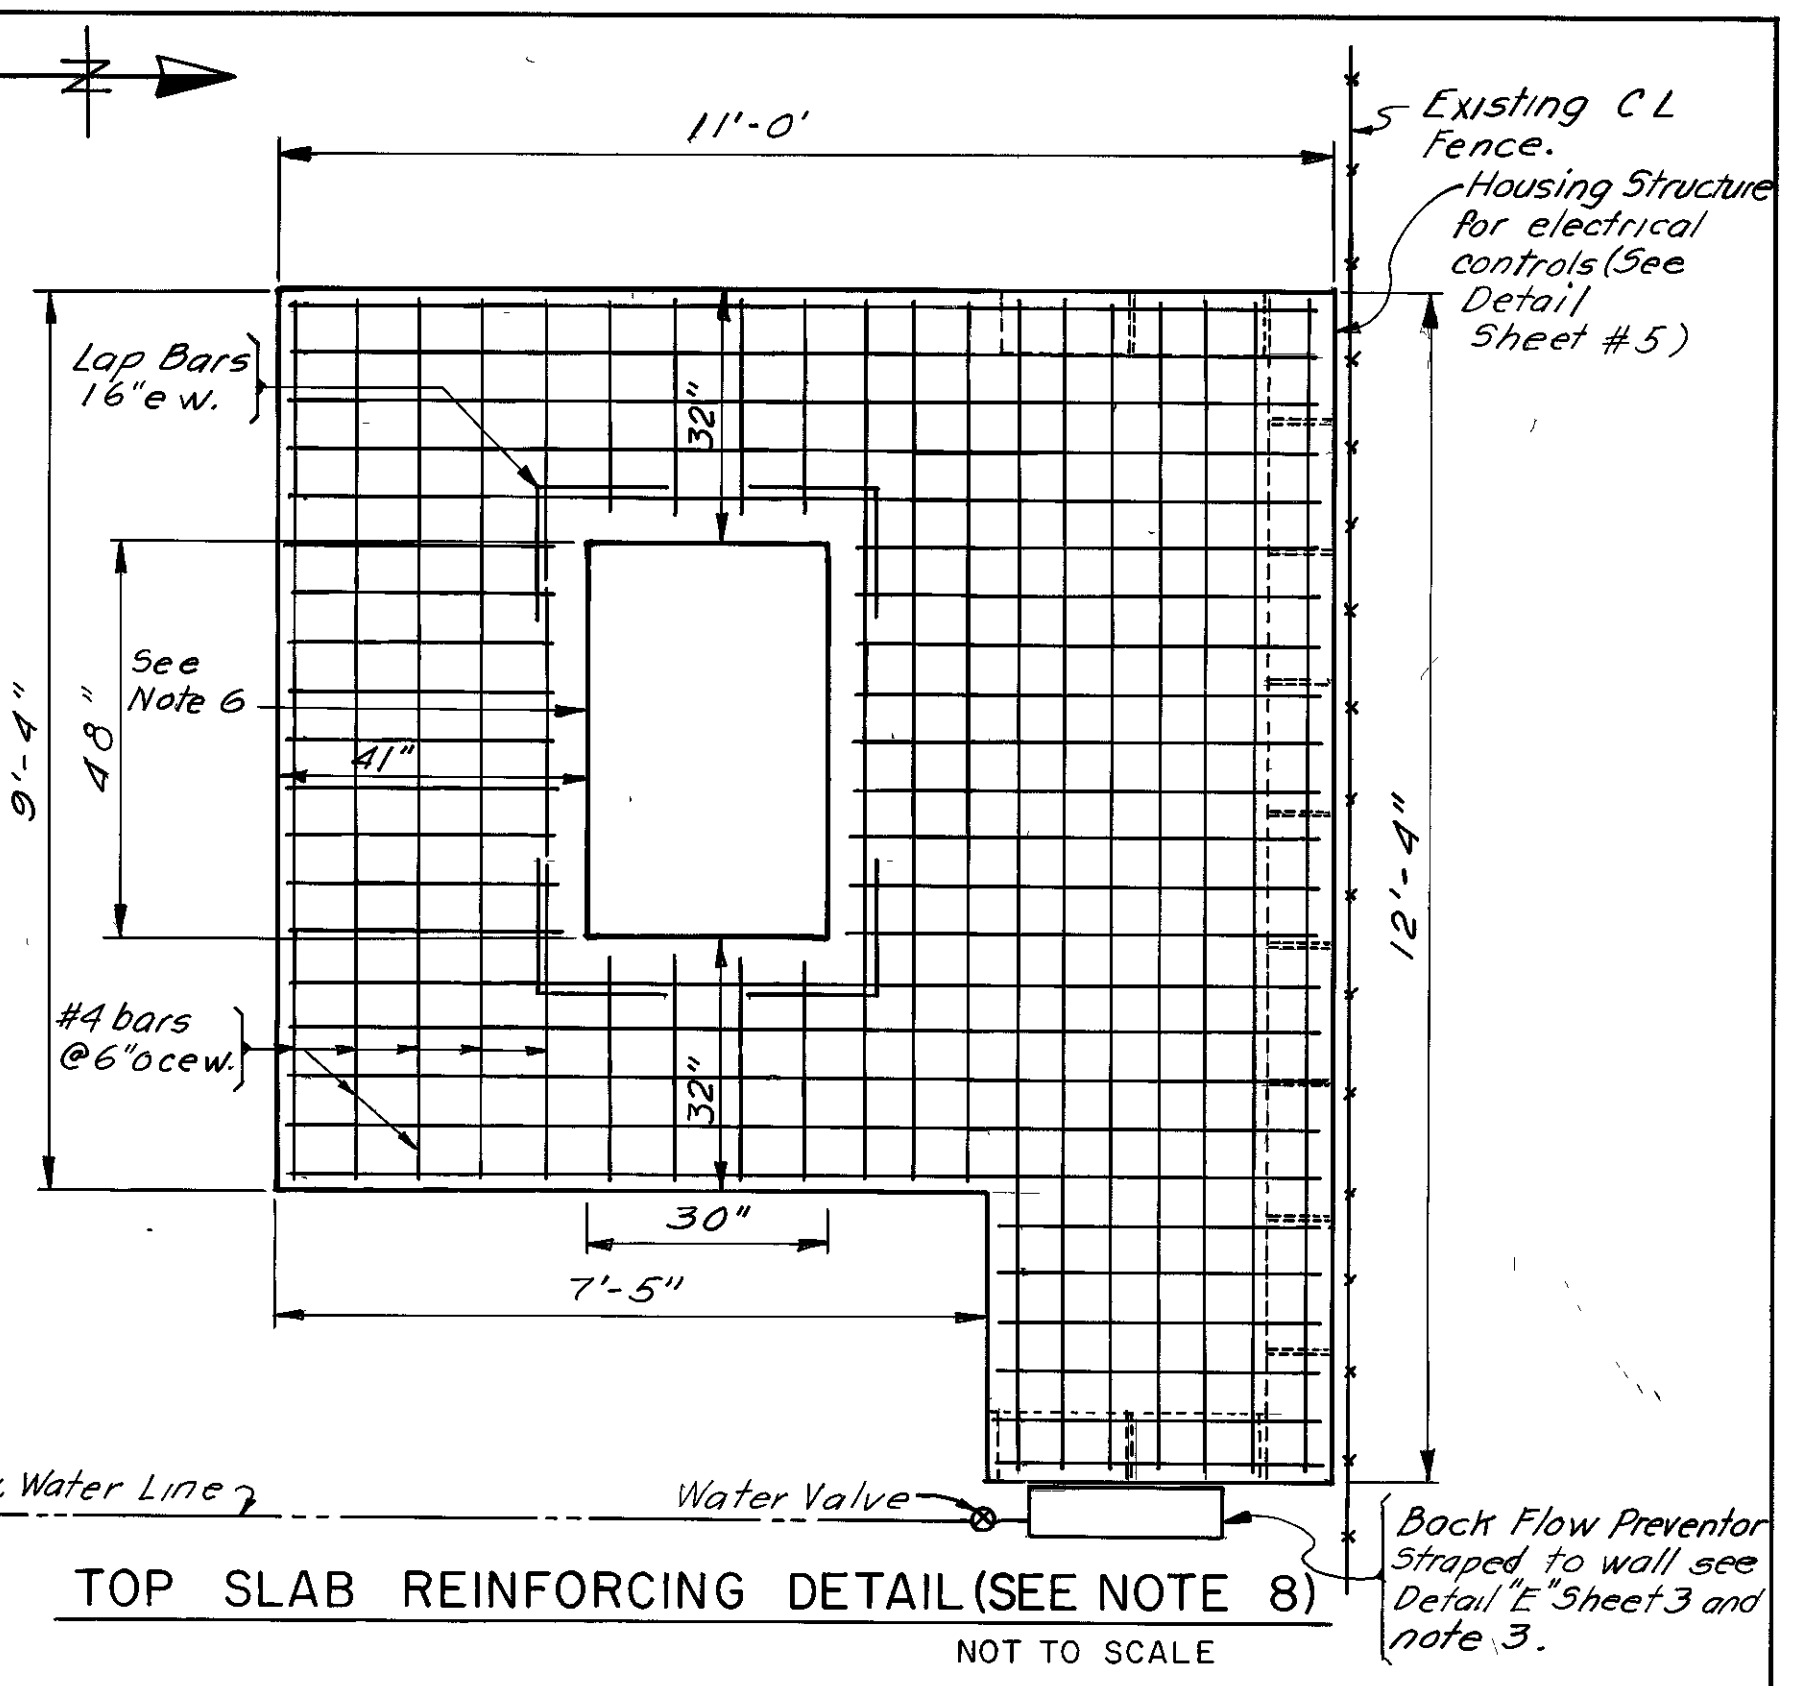 N
11'-0'
Existing CL
Fence.
Housing Structure
for electrical
controls (See
Detail
Sheet #5)
Lap Bars
16"e w.
32"
See
Note 6
9'-4"
48"
41"
12'-4"
#4 bars
@6"o c e w.
32"
30"
7'-5"
Water Line
Water Valve
Back Flow Preventor
Straped to wall see
Detail "E" Sheet 3 and
note 3.
TOP SLAB REINFORCING DETAIL (SEE NOTE 8)
NOT TO SCALE